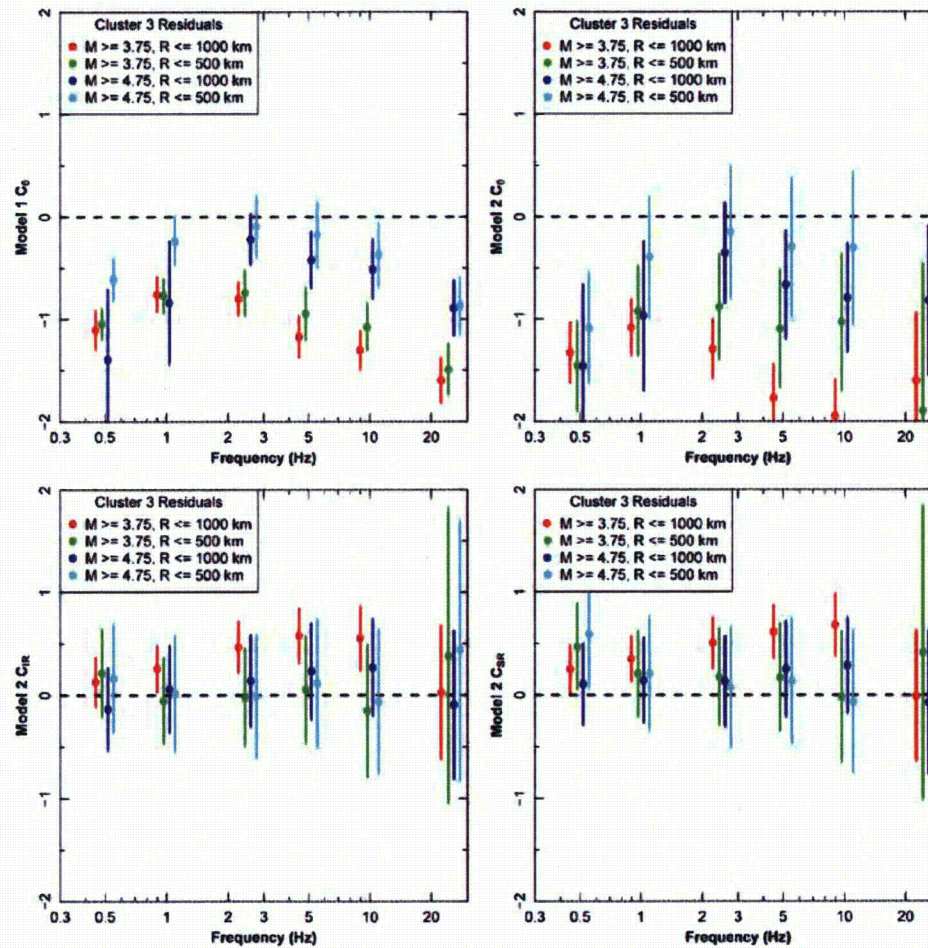 Cluster 3 Residuals
M >= 3.75, R <= 1000 km
M >= 3.75, R <= 500 km
M >= 4.75, R <= 1000 km
M >= 4.75, R <= 500 km
Model 1 C0
2
1
0
-1
-2
0.3 0.5 1 2 3 5 10 20
Frequency (Hz)
Cluster 3 Residuals
M >= 3.75, R <= 1000 km
M >= 3.75, R <= 500 km
M >= 4.75, R <= 1000 km
M >= 4.75, R <= 500 km
Model 2 C0
2
1
0
-1
-2
0.3 0.5 1 2 3 5 10 20
Frequency (Hz)
Cluster 3 Residuals
M >= 3.75, R <= 1000 km
M >= 3.75, R <= 500 km
M >= 4.75, R <= 1000 km
M >= 4.75, R <= 500 km
Model 2 C1R
2
1
0
-1
-2
0.3 0.5 1 2 3 5 10 20
Frequency (Hz)
Cluster 3 Residuals
M >= 3.75, R <= 1000 km
M >= 3.75, R <= 500 km
M >= 4.75, R <= 1000 km
M >= 4.75, R <= 500 km
Model 2 CSR
2
1
0
-1
-2
0.3 0.5 1 2 3 5 10 20
Frequency (Hz)